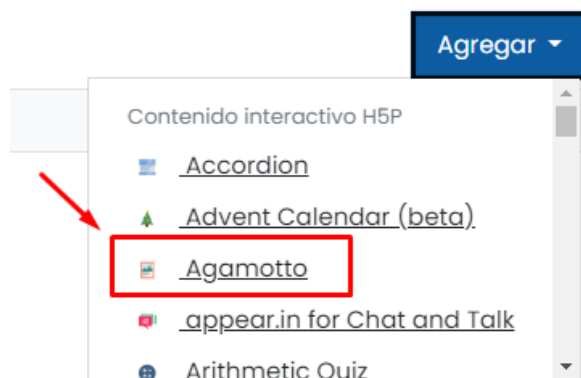 Agregar
Contenido interactivo H5P
Accordion
Advent Calendar (beta)
Agamotto
appear.in for Chat and Talk
Arithmetic Quiz